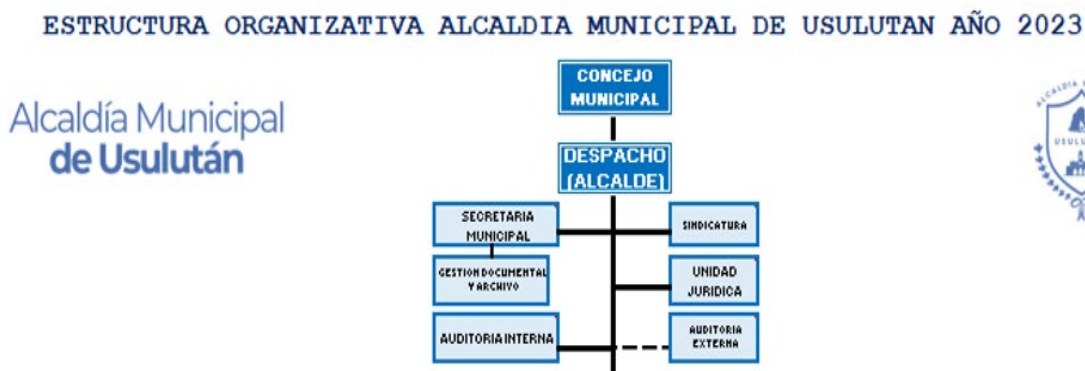 ESTRUCTURA ORGANIZATIVA ALCALDIA MUNICIPAL DE USULUTAN AÑO 2023
Alcaldía Municipal
de Usulután
CONCEJO
MUNICIPAL
DESPACHO
(ALCALDE)
SECRETARIA
MUNICIPAL
SINDICATURA
GESTION DOCUMENTAL
Y ARCHIVO
UNIDAD
JURIDICA
AUDITORIA INTERNA
AUDITORIA
EXTERNA